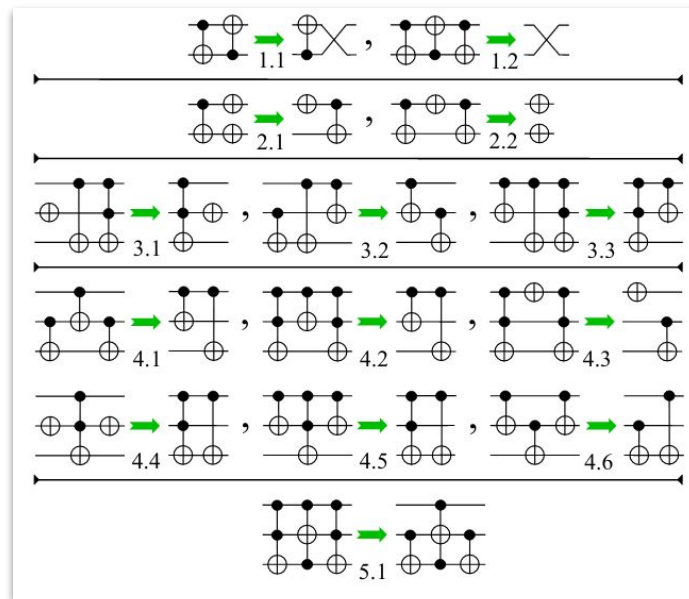 1.1 , 1.2
2.1 , 2.2
3.1 , 3.2 , 3.3
4.1 , 4.2 , 4.3
4.4 , 4.5 , 4.6
5.1